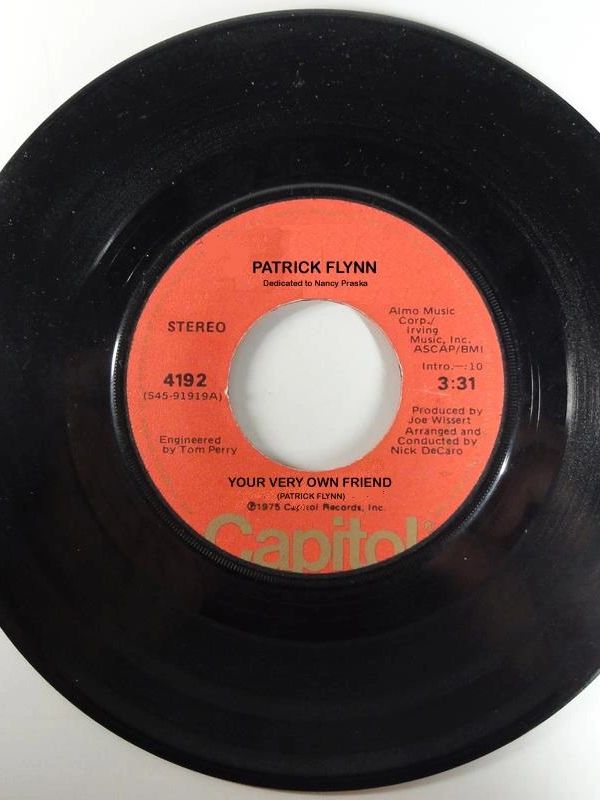 PATRICK FLYNN
Dedicated to Nancy Praska
STEREO
4192
(S45-91919A)
Engineered
by Tom Perry
Almo Music
Corp./
Irving
Music, Inc.
ASCAP/BMI
Intro.—:10
3:31
Produced by
Joe Wissert
Arranged and
Conducted by
Nick DeCaro
YOUR VERY OWN FRIEND
(PATRICK FLYNN)
℗1975 Capitol Records, Inc.
Capitol